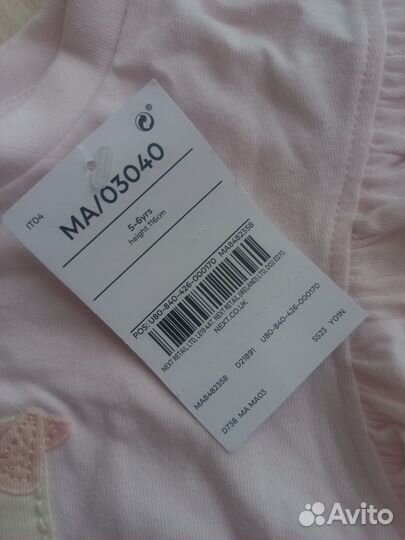 IT04
MA/03040
5-6yrs
height 116cm
POS: U80-840-426-000170 MA8482358
NEXT RETAIL LTD, LE19 4AT. NEXT RETAIL (IRELAND) LTD, D02 ED70.
NEXT.CO.UK
MA8482358 D21891 U80-840-426-000170
D738 MA MA03 SS23 Y01N
Avito